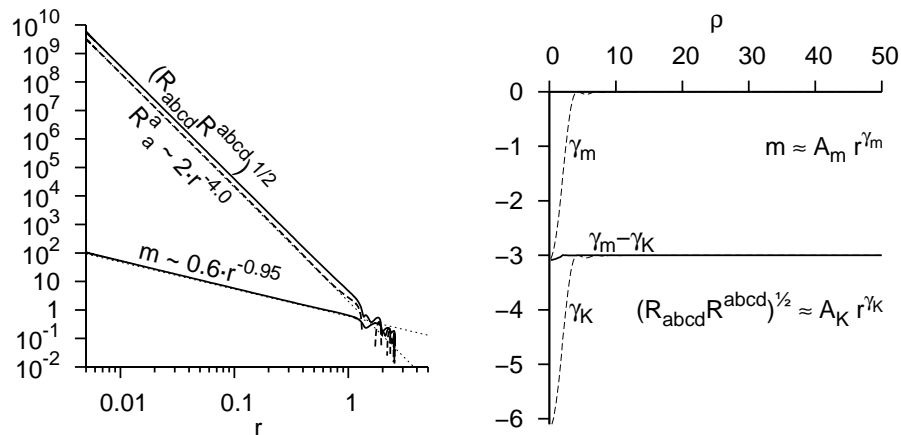 10^10
10^9
10^8
10^7
10^6
10^5
10^4
10^3
10^2
10
1
10^-1
10^-2
(R_abcd R^abcd)^1/2
R^a_a ~ 2·r^-4.0
m ~ 0.6·r^-0.95
0.01 0.1 1
r
ρ
0 10 20 30 40 50
0
-1
-2
-3
-4
-5
-6
γ_m
m ≈ A_m r^γ_m
γ_m–γ_K
γ_K
(R_abcd R^abcd)^½ ≈ A_K r^γ_K